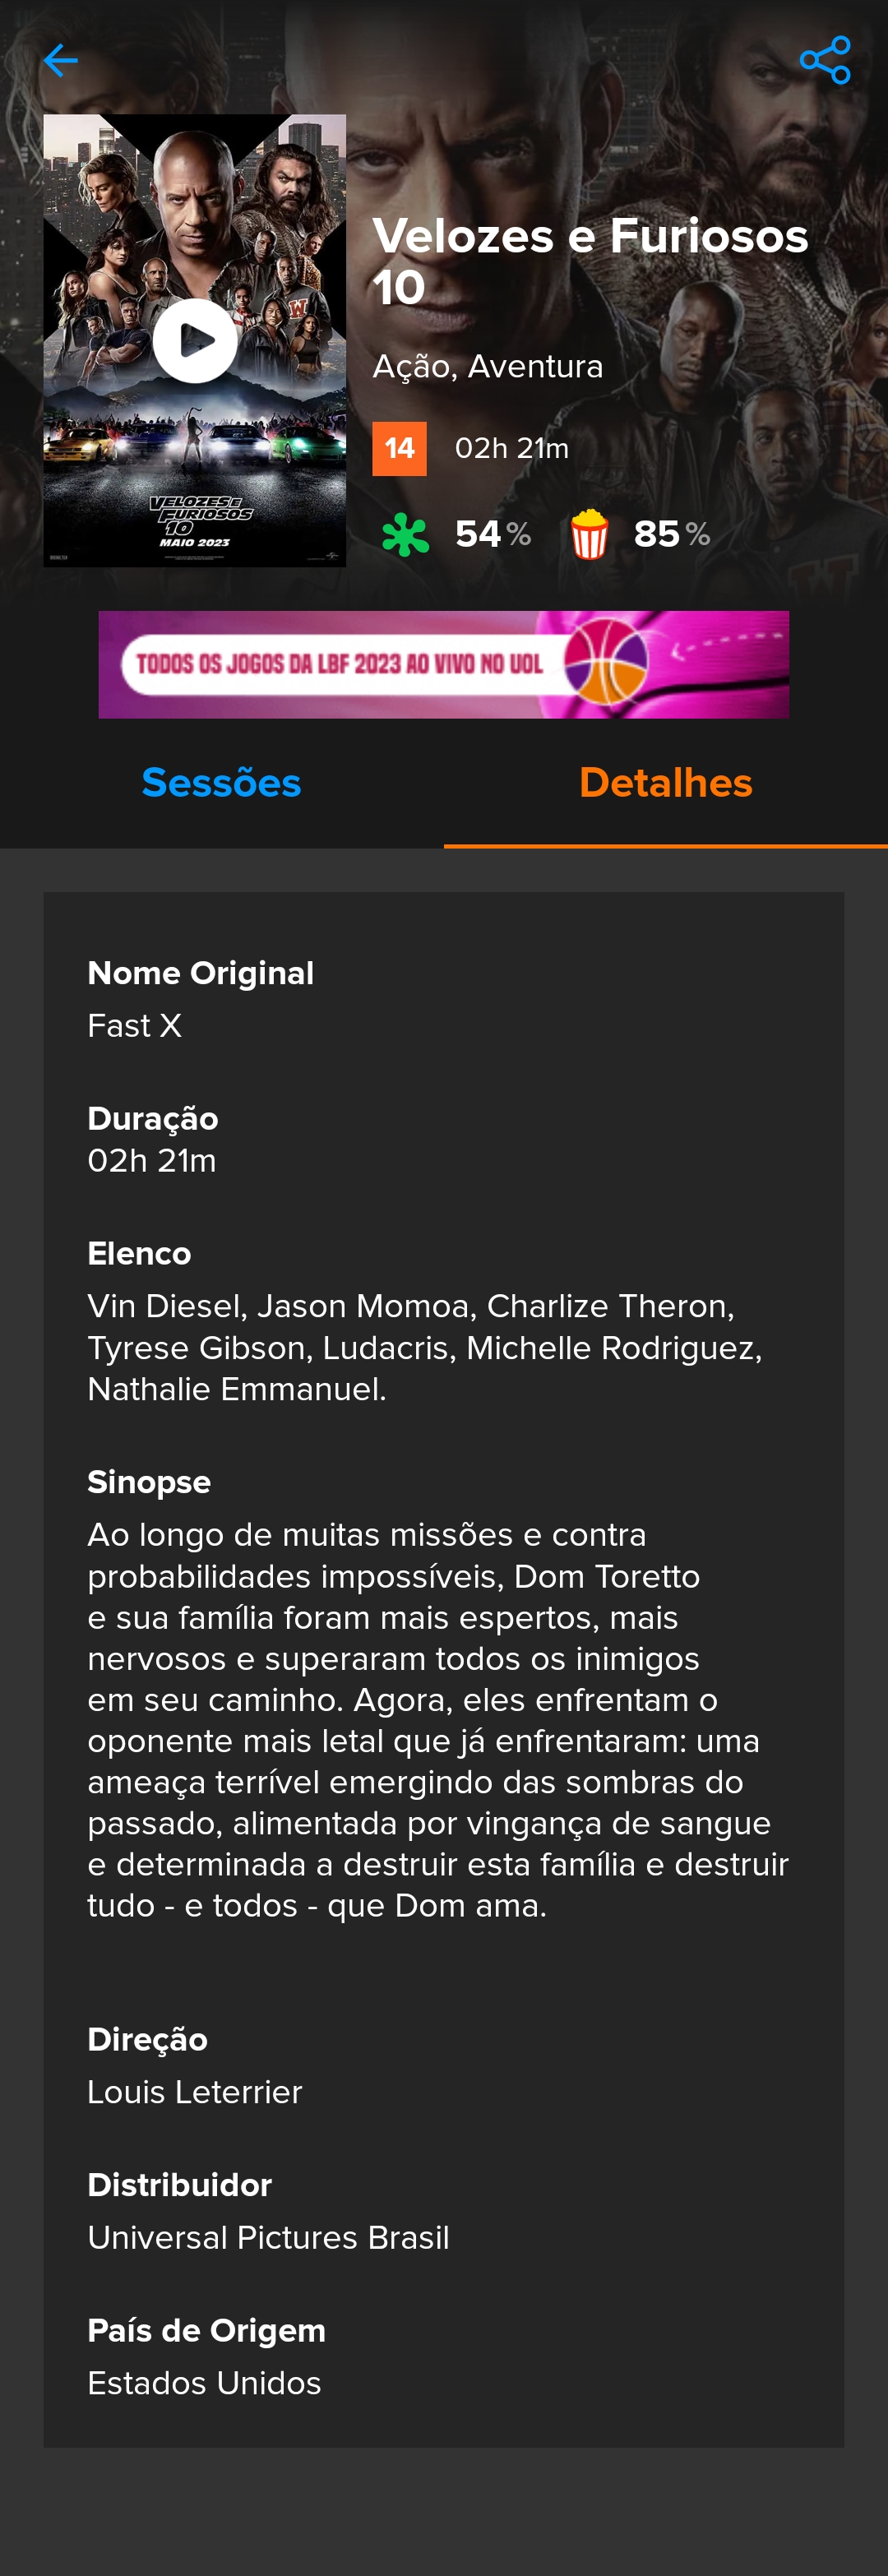 Velozes e Furiosos
10
Ação, Aventura
14 02h 21m
54 % 85 %
W
VELOZES E
FURIOSOS
10
MAIO 2023
TODOS OS JOGOS DA LBF 2023 AO VIVO NO UOL
Sessões Detalhes
Nome Original
Fast X
Duração
02h 21m
Elenco
Vin Diesel, Jason Momoa, Charlize Theron,
Tyrese Gibson, Ludacris, Michelle Rodriguez,
Nathalie Emmanuel.
Sinopse
Ao longo de muitas missões e contra
probabilidades impossíveis, Dom Toretto
e sua família foram mais espertos, mais
nervosos e superaram todos os inimigos
em seu caminho. Agora, eles enfrentam o
oponente mais letal que já enfrentaram: uma
ameaça terrível emergindo das sombras do
passado, alimentada por vingança de sangue
e determinada a destruir esta família e destruir
tudo - e todos - que Dom ama.
Direção
Louis Leterrier
Distribuidor
Universal Pictures Brasil
País de Origem
Estados Unidos